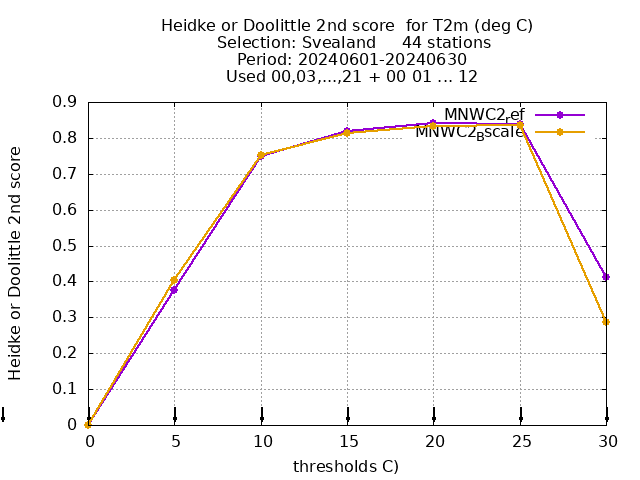 Heidke or Doolittle 2nd score  for T2m (deg C)
Selection: Svealand     44 stations
Period: 20240601-20240630
Used 00,03,...,21 + 00 01 ... 12
MNWC2_ref
MNWC2_Bscale
Heidke or Doolittle 2nd score
0.9
0.8
0.7
0.6
0.5
0.4
0.3
0.2
0.1
0
0 5 10 15 20 25 30
thresholds C)